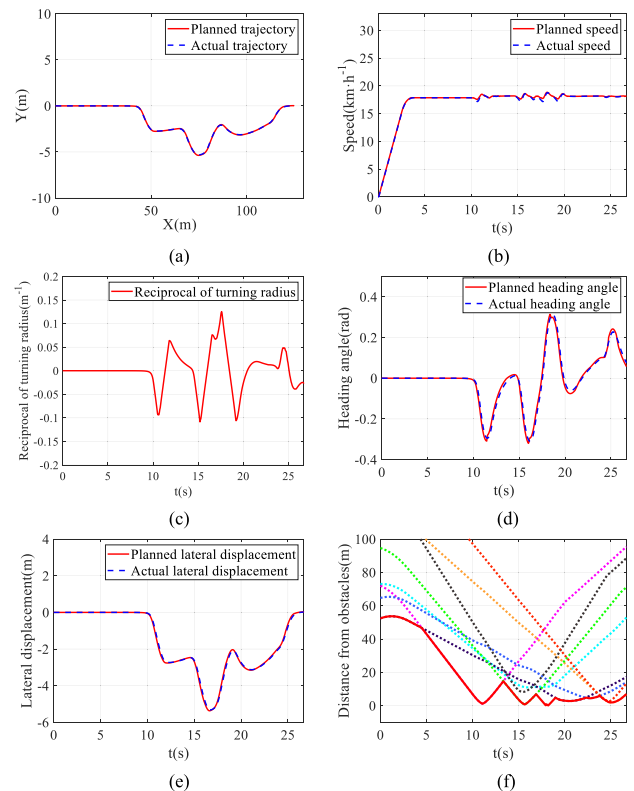 10
5
0
-5
-10
Y(m)
Planned trajectory
Actual trajectory
0
50
100
X(m)
(a)
30
25
20
15
10
5
0
Speed(km·h⁻¹)
Planned speed
Actual speed
0
5
10
15
20
25
t(s)
(b)
0.2
0.15
0.1
0.05
0
-0.05
-0.1
-0.15
-0.2
Reciprocal of turning radius(m⁻¹)
Reciprocal of turning radius
0
5
10
15
20
25
t(s)
(c)
0.4
0.2
0
-0.2
-0.4
Heading angle(rad)
Planned heading angle
Actual heading angle
0
5
10
15
20
25
t(s)
(d)
4
2
0
-2
-4
-6
Lateral displacement(m)
Planned lateral displacement
Actual lateral displacement
0
5
10
15
20
25
t(s)
(e)
100
80
60
40
20
0
Distance from obstacles(m)
0
5
10
15
20
25
t(s)
(f)